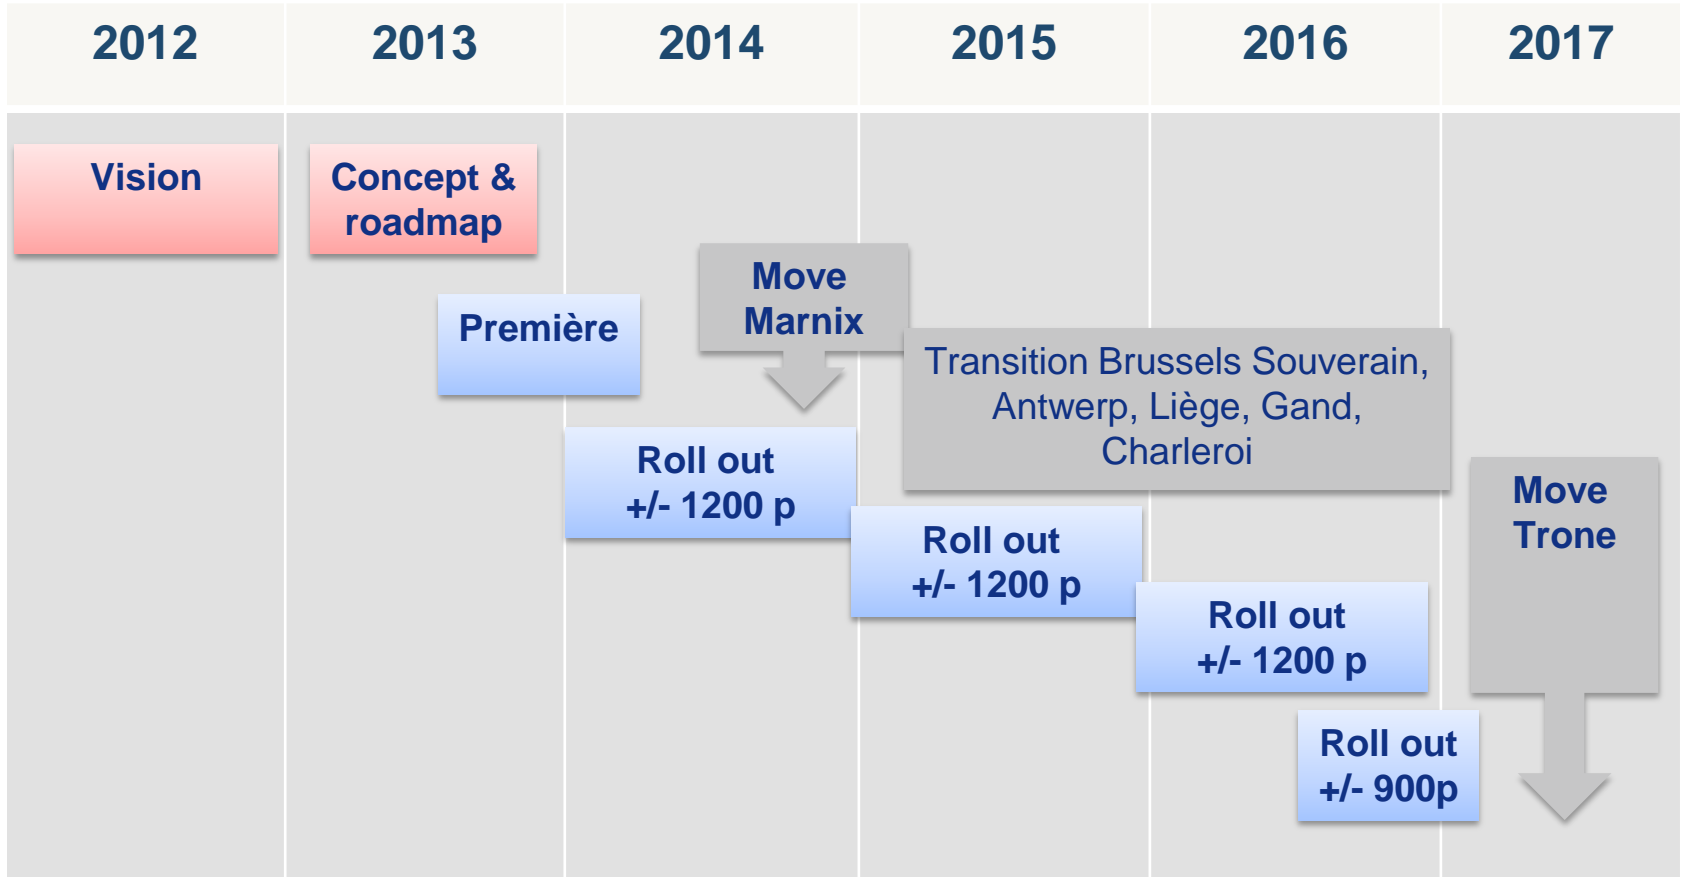 2012 2013 2014 2015 2016 2017
Vision
Concept &
roadmap
Première
Move
Marnix
Transition Brussels Souverain,
Antwerp, Liège, Gand,
Charleroi
Roll out
+/- 1200 p
Roll out
+/- 1200 p
Move
Trone
Roll out
+/- 1200 p
Roll out
+/- 900p